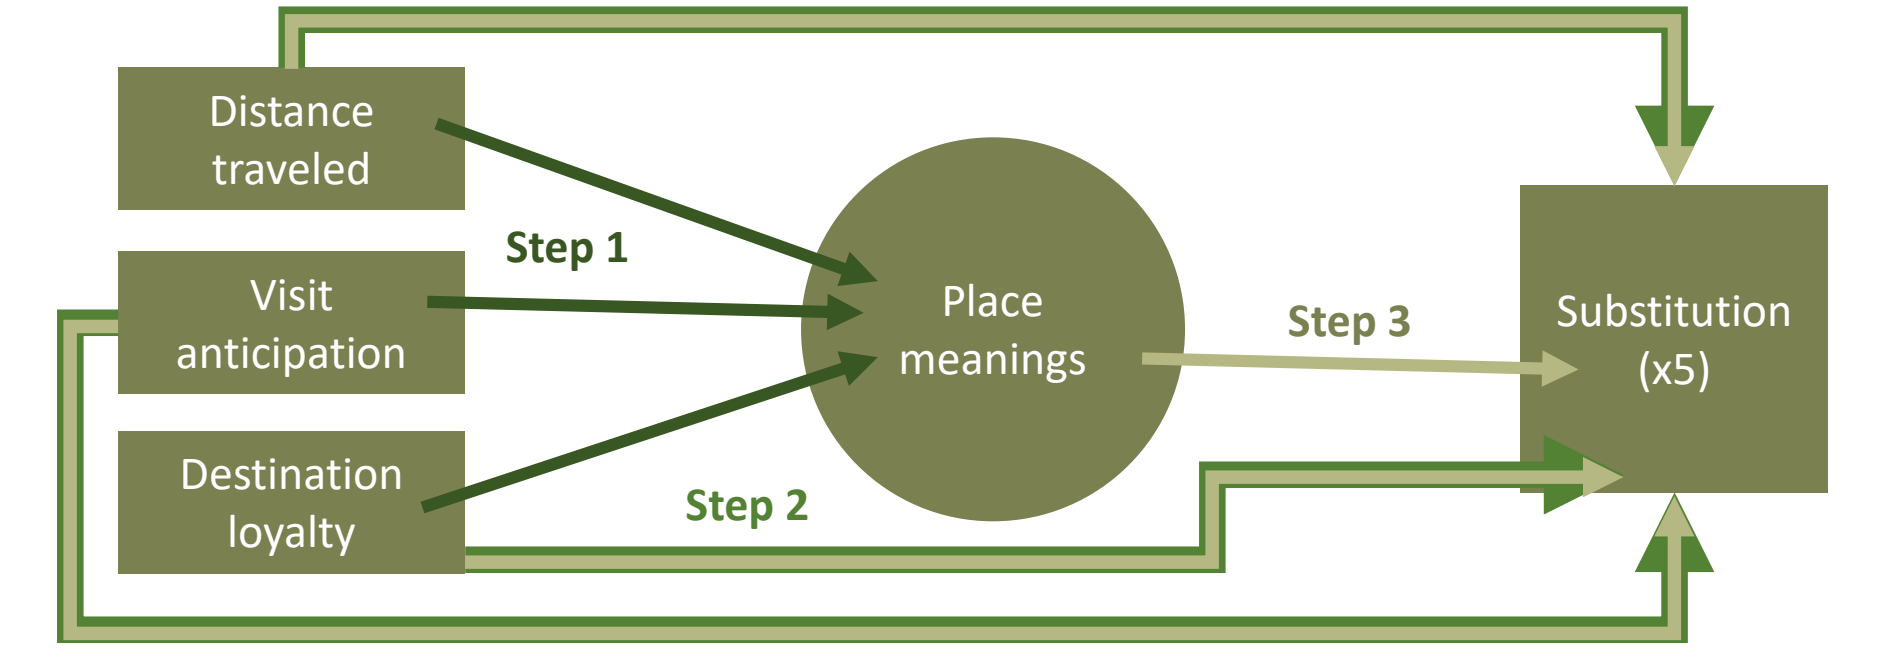 Distance
traveled
Step 1
Visit
anticipation
Place
meanings
Step 3
Substitution
(x5)
Destination
loyalty
Step 2